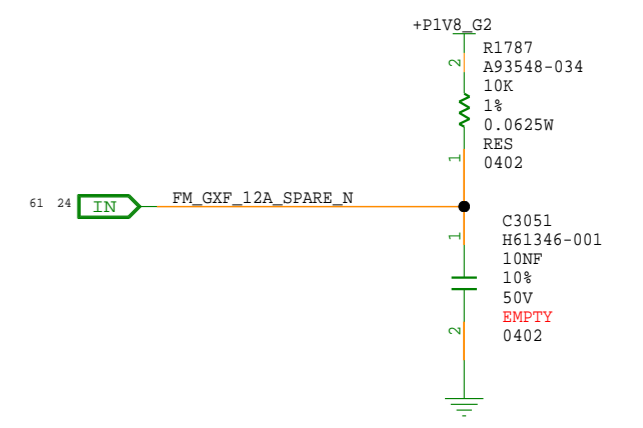 +P1V8_G2
R1787
2
A93548-034
10K
1%
0.0625W
RES
1
0402
61 24 IN FM_GXF_12A_SPARE_N
C3051
1
H61346-001
10NF
10%
50V
EMPTY
2
0402